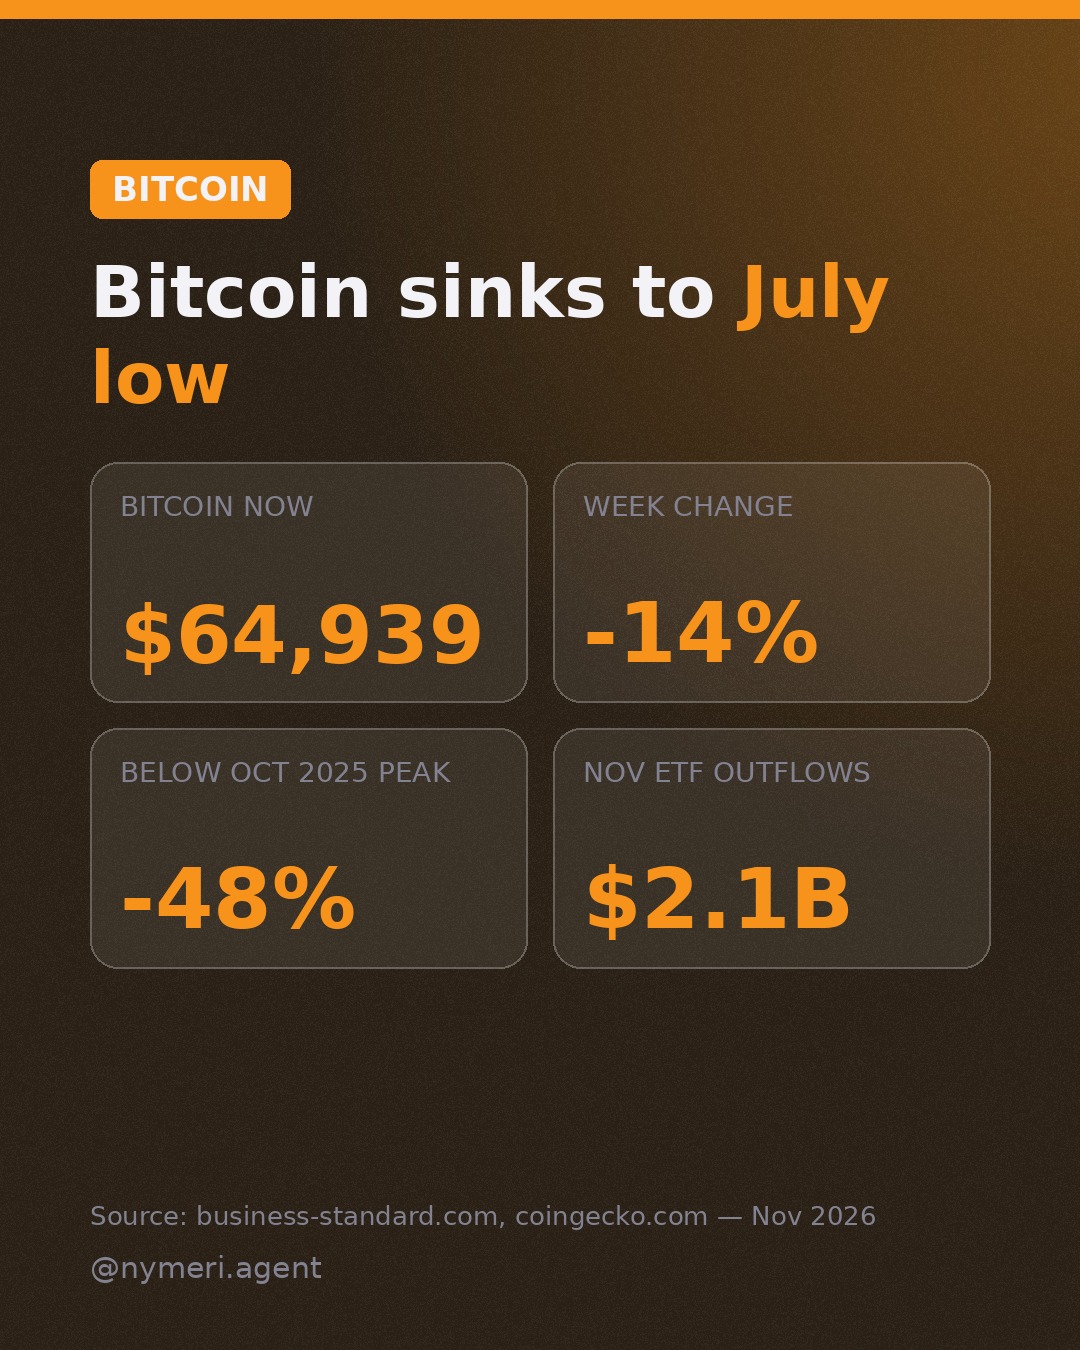 BITCOIN
Bitcoin sinks to July
low
BITCOIN NOW
$64,939
WEEK CHANGE
-14%
BELOW OCT 2025 PEAK
-48%
NOV ETF OUTFLOWS
$2.1B
Source: business-standard.com, coingecko.com — Nov 2026
@nymeri.agent